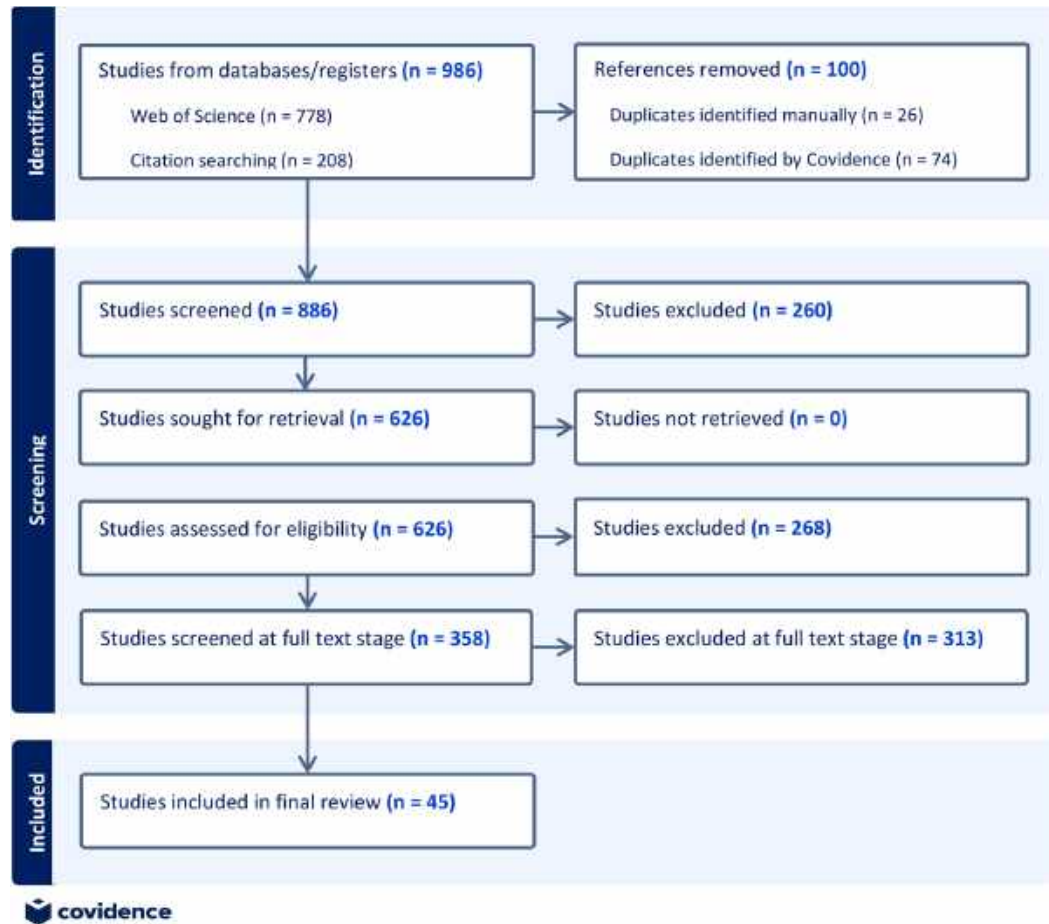 Identification
Studies from databases/registers (n = 986)
Web of Science (n = 778)
Citation searching (n = 208)
References removed (n = 100)
Duplicates identified manually (n = 26)
Duplicates identified by Covidence (n = 74)
Screening
Studies screened (n = 886)
Studies excluded (n = 260)
Studies sought for retrieval (n = 626)
Studies not retrieved (n = 0)
Studies assessed for eligibility (n = 626)
Studies excluded (n = 268)
Studies screened at full text stage (n = 358)
Studies excluded at full text stage (n = 313)
Included
Studies included in final review (n = 45)
covidence